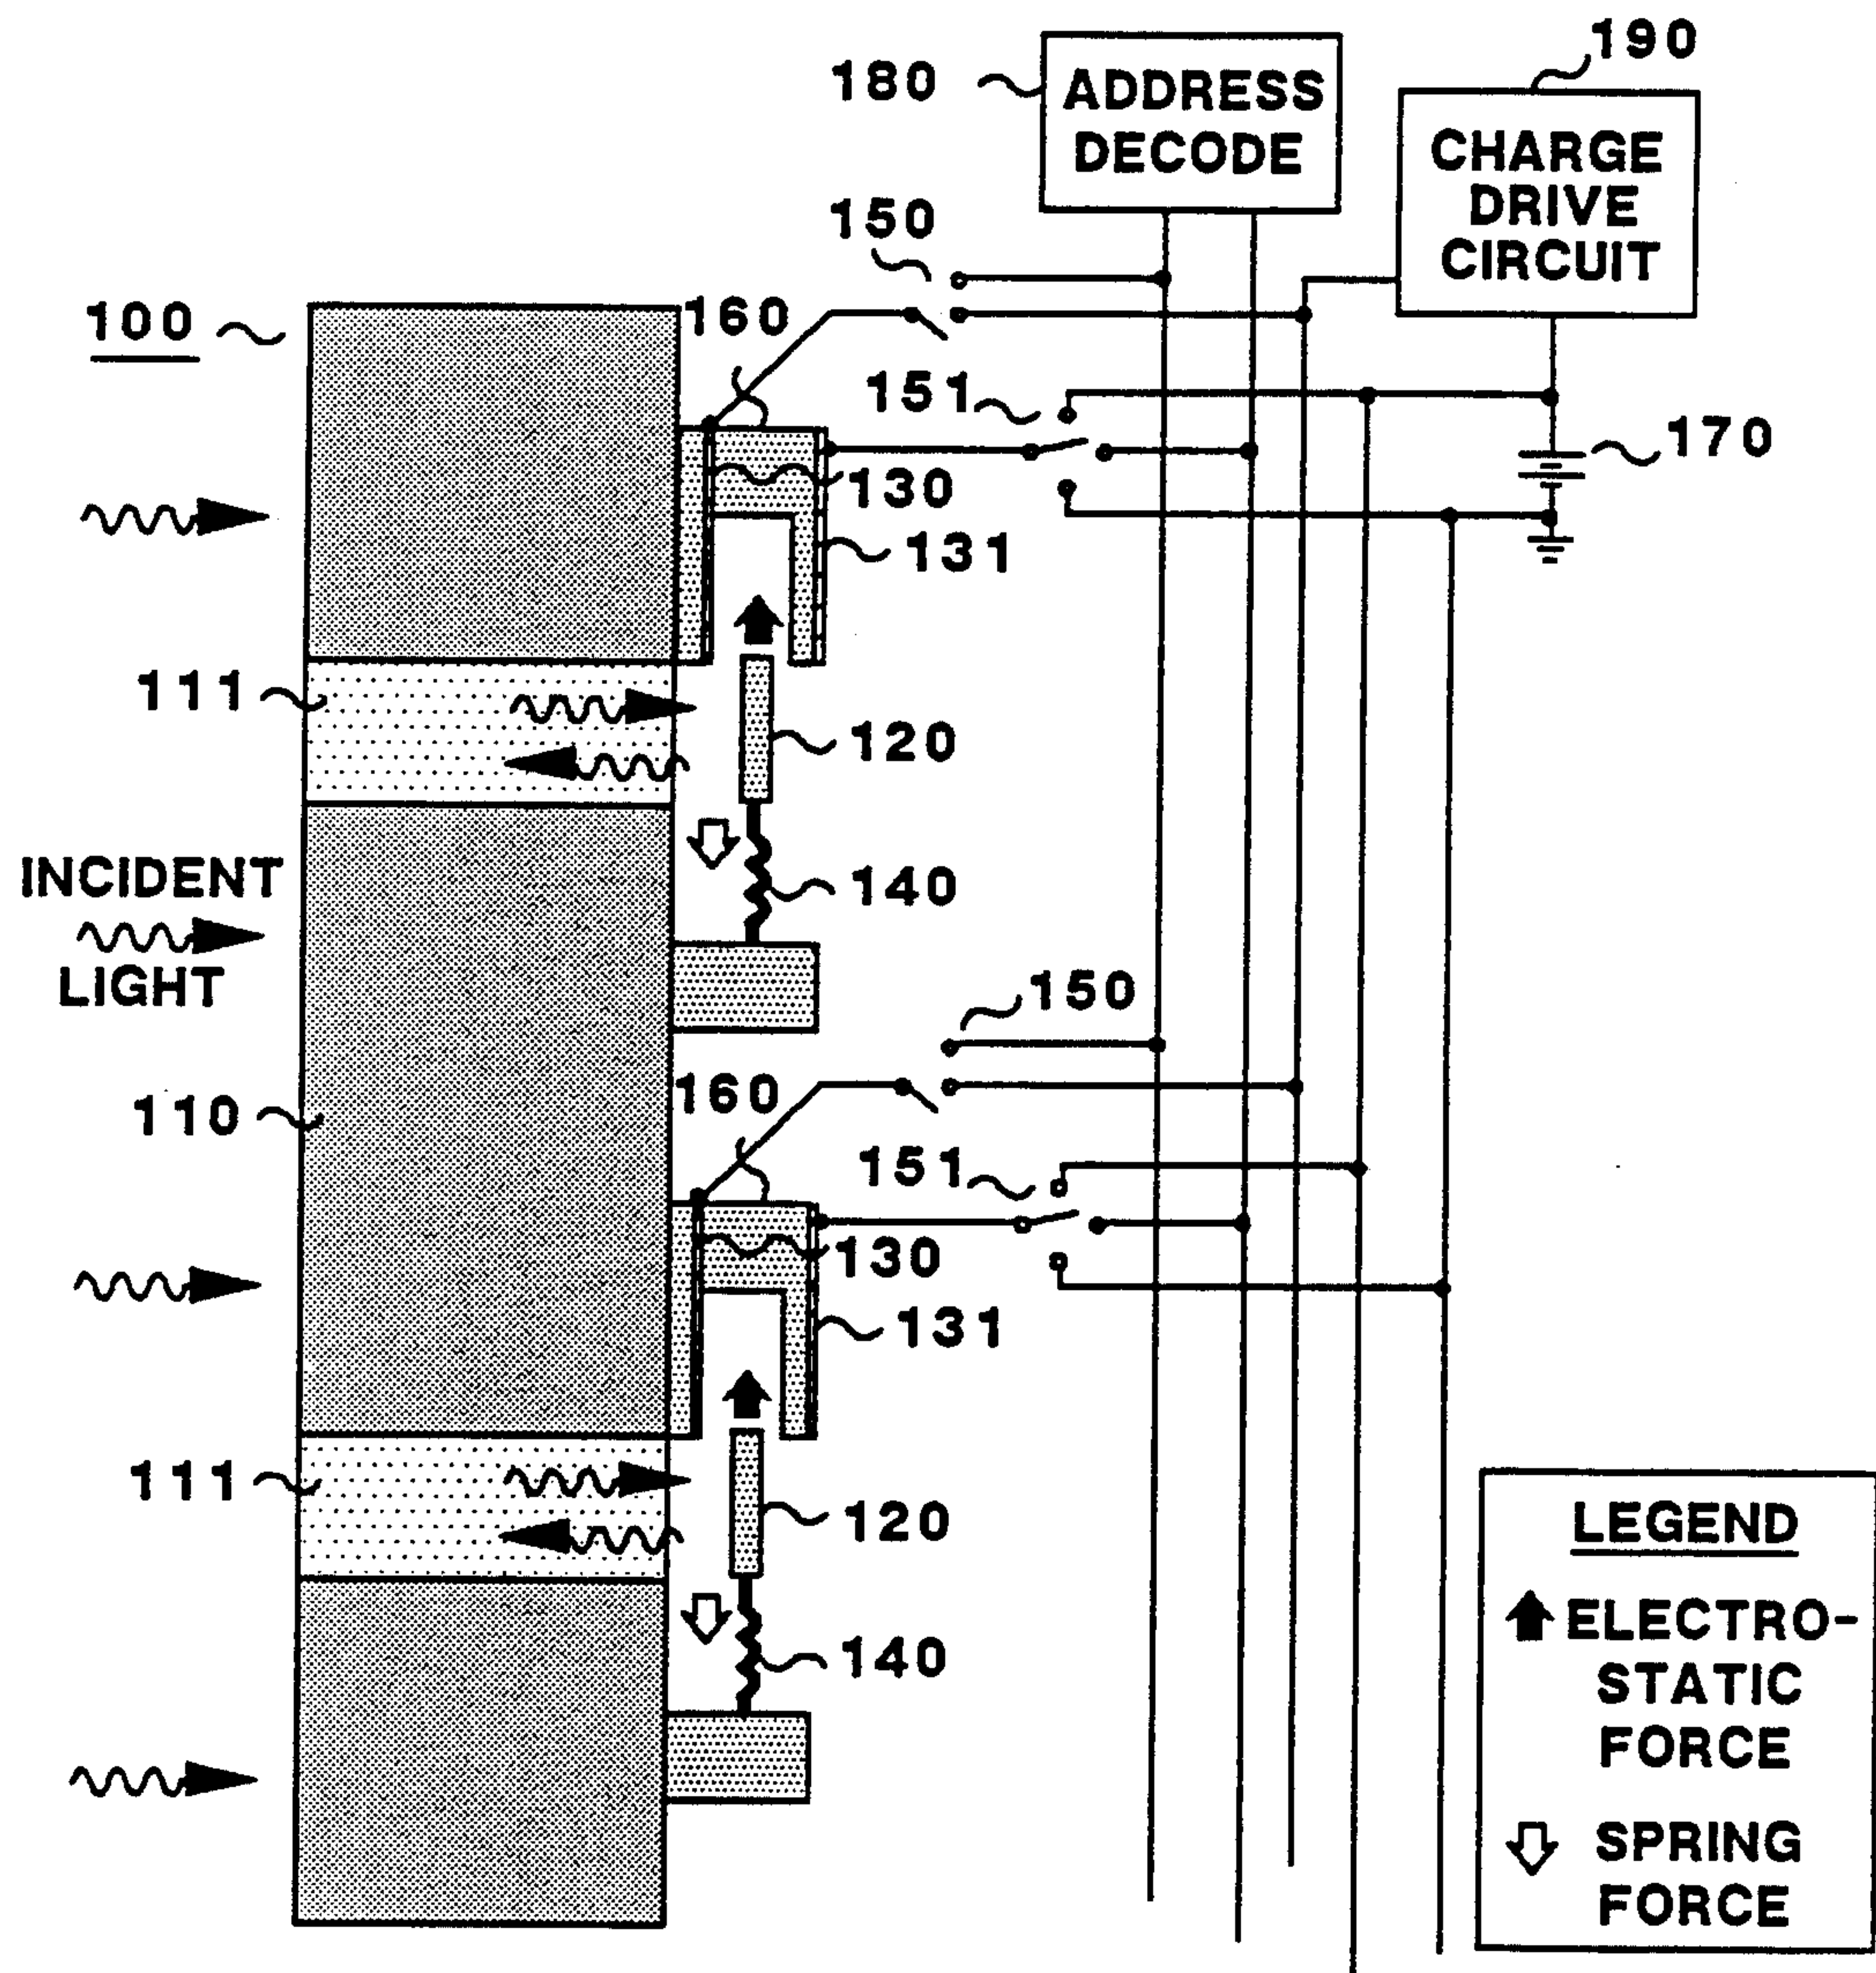 190
180
ADDRESS
DECODE
CHARGE
DRIVE
CIRCUIT
150
100
160
151
170
130
131
111
120
INCIDENT
LIGHT
140
150
160
110
151
130
131
111
120
140
LEGEND
ELECTRO-
STATIC
FORCE
SPRING
FORCE